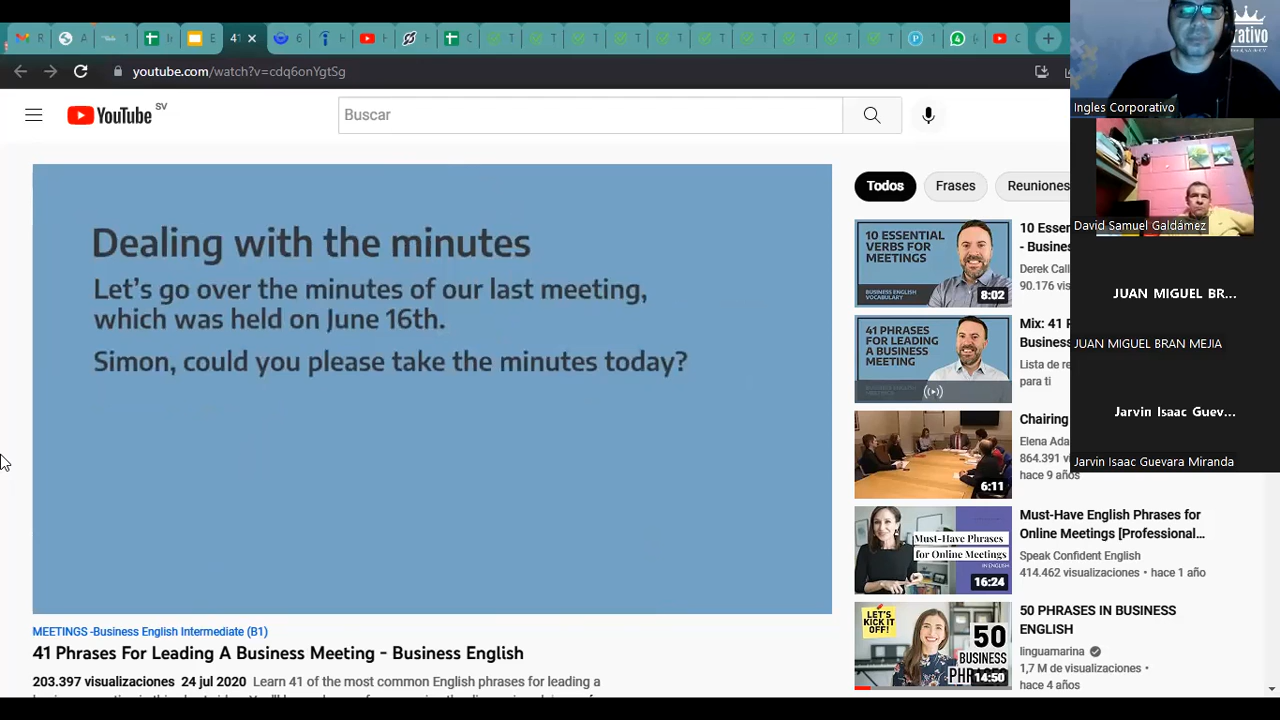 41
youtube.com/watch?v=cdq6onYgtSg
YouTube SV
Buscar
Dealing with the minutes
Let's go over the minutes of our last meeting,
which was held on June 16th.
Simon, could you please take the minutes today?
MEETINGS -Business English Intermediate (B1)
41 Phrases For Leading A Business Meeting - Business English
203.397 visualizaciones 24 jul 2020 Learn 41 of the most common English phrases for leading a
Todos
Frases
Reuniones
10 ESSENTIAL
VERBS FOR
MEETINGS
BUSINESS ENGLISH
VOCABULARY
8:02
10 Essen
- Busines
Derek Call
90.176 vis
41 PHRASES
FOR LEADING
A BUSINESS
MEETING
Mix: 41 P
Busines
Lista de re
para ti
6:11
Chairing
Elena Ada
864.391 vi
hace 9 años
Must-Have Phrases
for Online Meetings
IN ENGLISH
16:24
Must-Have English Phrases for
Online Meetings [Professional...
Speak Confident English
414.462 visualizaciones • hace 1 año
LET'S
KICK IT
OFF!
50
BUSINESS
PHRASES
14:50
50 PHRASES IN BUSINESS
ENGLISH
linguamarina
1,7 M de visualizaciones •
hace 4 años
rativo
Ingles Corporativo
David Samuel Galdámez
JUAN MIGUEL BR...
JUAN MIGUEL BRAN MEJIA
Jarvin Isaac Guev...
Jarvin Isaac Guevara Miranda